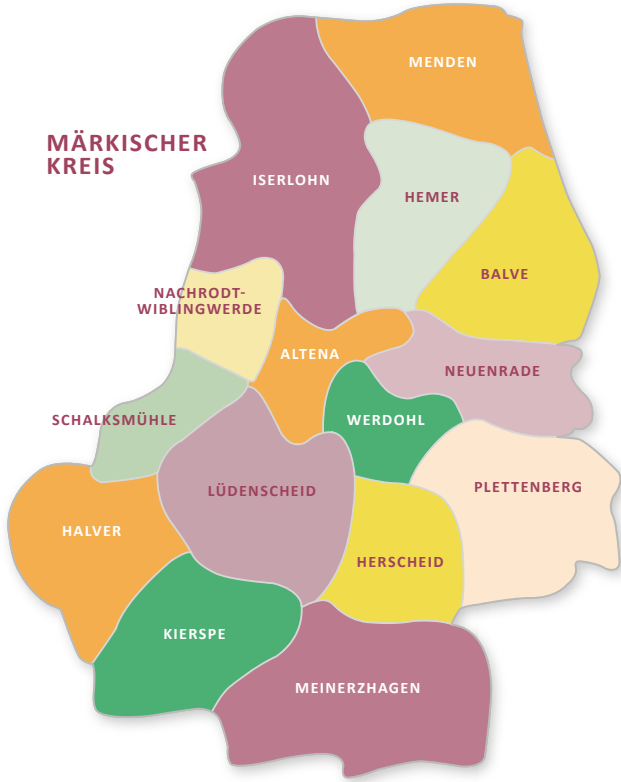 MENDEN
MÄRKISCHER
KREIS
ISERLOHN
HEMER
BALVE
NACHRODT-
WIBLINGWERDE
ALTENA
NEUENRADE
SCHALKSMÜHLE
WERDOHL
LÜDENSCHEID
PLETTENBERG
HALVER
HERSCHEID
KIERSPE
MEINERZHAGEN